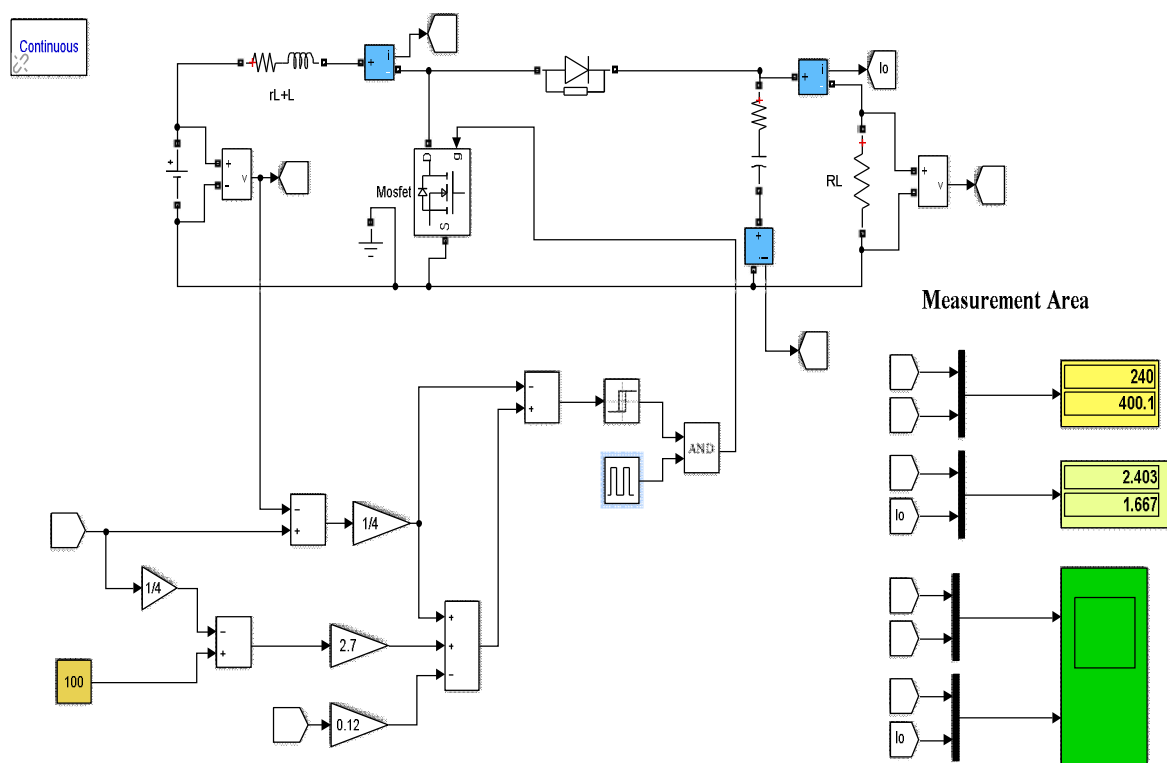 Continuous
i
+
-
rL+L
+
i
-
Io
+
+
-
v
D
g
Mosfet
S
RL
+
-
v
+
-
Measurement Area
240
400.1
-
+
AND
2.403
Io
1.667
-
+
1/4
1/4
-
+
2.7
+
+
-
100
0.12
Io